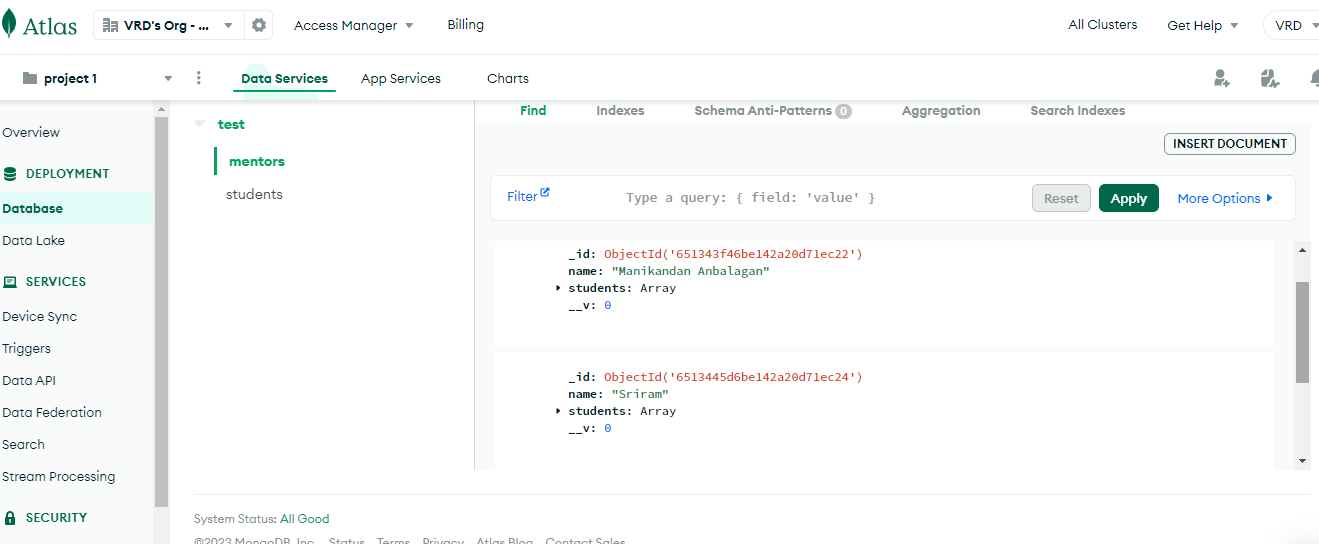 Atlas VRD's Org - ... Access Manager Billing All Clusters Get Help VRD
project 1 Data Services App Services Charts
Overview
DEPLOYMENT
Database
Data Lake
SERVICES
Device Sync
Triggers
Data API
Data Federation
Search
Stream Processing
SECURITY
test
mentors
students
Find Indexes Schema Anti-Patterns 0 Aggregation Search Indexes
INSERT DOCUMENT
Filter Type a query: { field: 'value' } Reset Apply More Options
_id: ObjectId('651343f46be142a20d71ec22')
name: "Manikandan Anbalagan"
students: Array
__v: 0
_id: ObjectId('6513445d6be142a20d71ec24')
name: "Sriram"
students: Array
__v: 0
System Status: All Good
©2023 MongoDB, Inc. Status Terms Privacy Atlas Blog Contact Sales